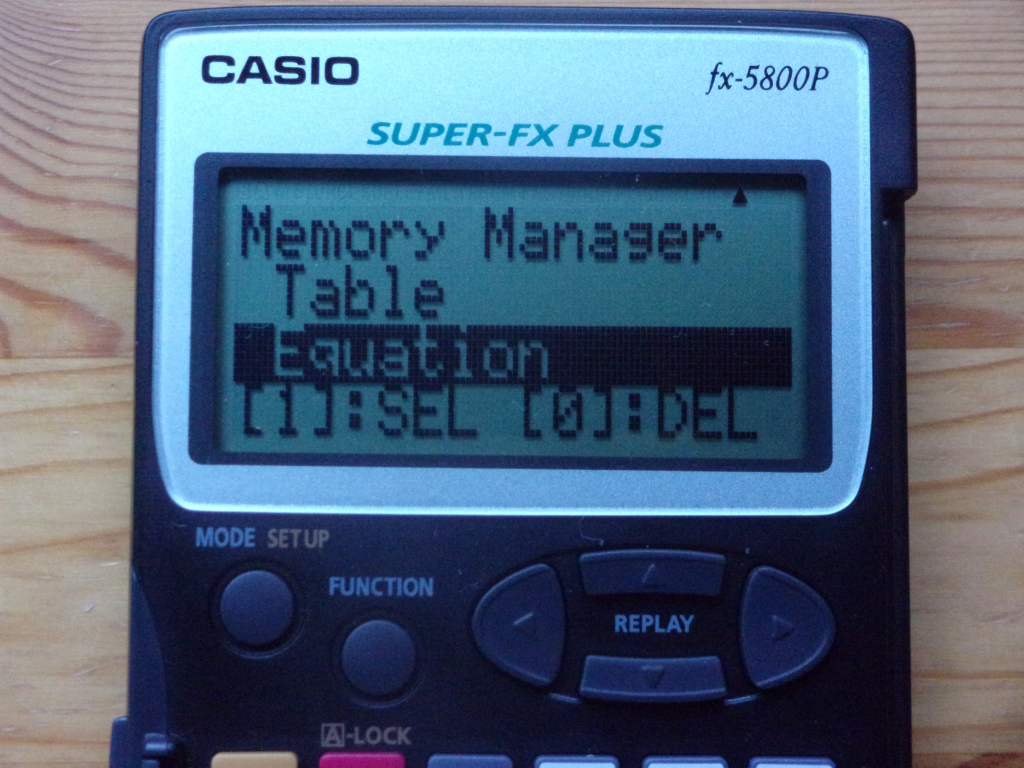 CASIO
fx-5800P
SUPER-FX PLUS
Memory Manager
Table
Equation
[1]:SEL [0]:DEL
MODE SETUP
FUNCTION
REPLAY
A-LOCK